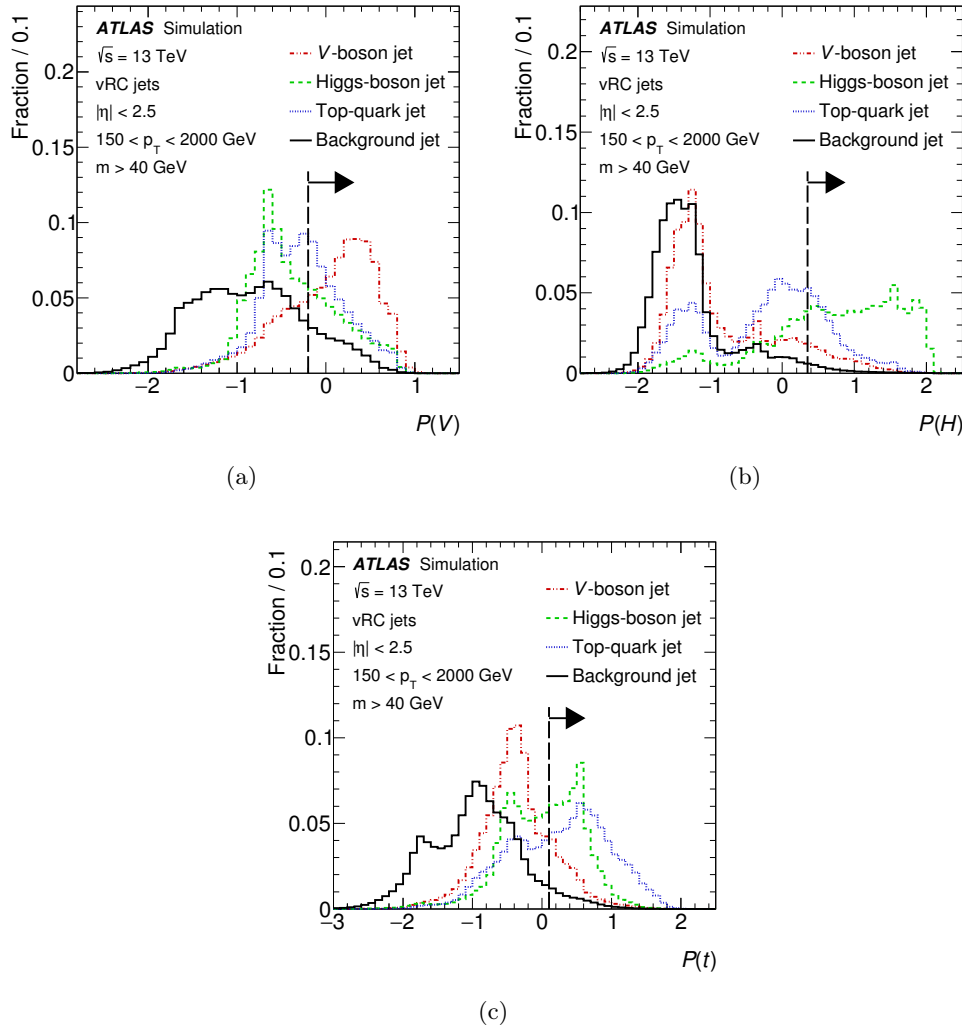 ATLAS Simulation
√s = 13 TeV
vRC jets
|η| < 2.5
150 < p_T < 2000 GeV
m > 40 GeV
V-boson jet
Higgs-boson jet
Top-quark jet
Background jet
Fraction / 0.1
0.2
0.15
0.1
0.05
0
−2 −1 0 1
P(V)
(a)
ATLAS Simulation
√s = 13 TeV
vRC jets
|η| < 2.5
150 < p_T < 2000 GeV
m > 40 GeV
V-boson jet
Higgs-boson jet
Top-quark jet
Background jet
Fraction / 0.1
0.2
0.15
0.1
0.05
0
−2 −1 0 1 2
P(H)
(b)
ATLAS Simulation
√s = 13 TeV
vRC jets
|η| < 2.5
150 < p_T < 2000 GeV
m > 40 GeV
V-boson jet
Higgs-boson jet
Top-quark jet
Background jet
Fraction / 0.1
0.2
0.15
0.1
0.05
0
−3 −2 −1 0 1 2
P(t)
(c)